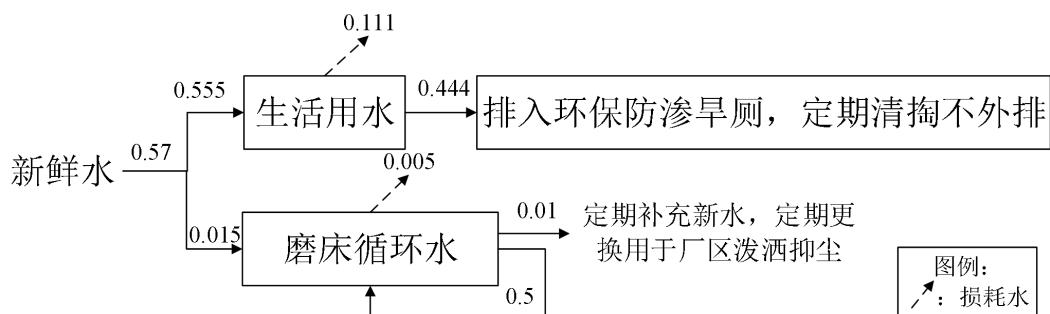 0.111
0.555
生活用水
0.444
排入环保防渗旱厕，定期清掏不外排
新鲜水
0.57
0.005
0.015
磨床循环水
0.01
定期补充新水，定期更
换用于厂区泼洒抑尘
0.5
图例：
：损耗水